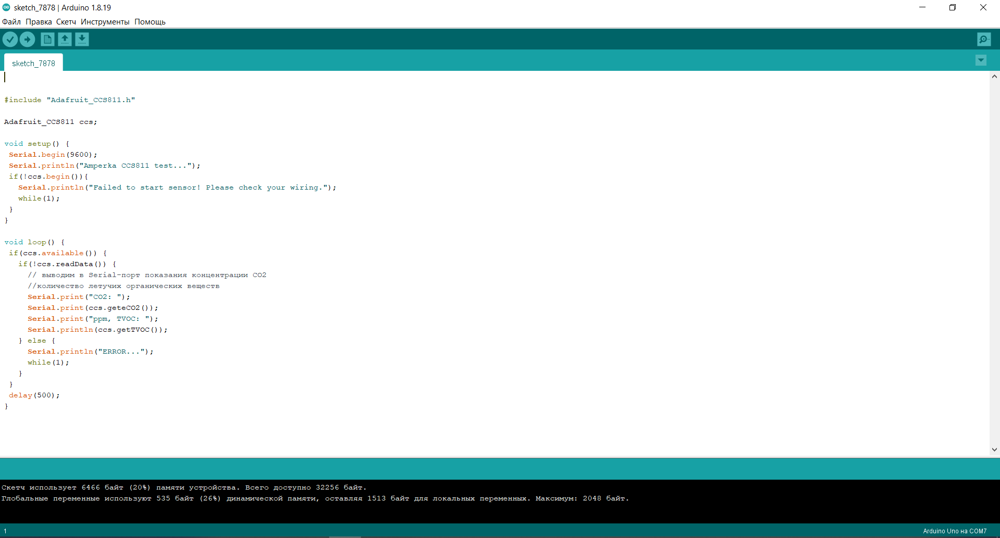 sketch_7878 | Arduino 1.8.19
Файл Правка Скетч Инструменты Помощь
sketch_7878
#include "Adafruit_CCS811.h"
Adafruit_CCS811 ccs;
void setup() {
Serial.begin(9600);
Serial.println("Amperka CCS811 test...");
if(!ccs.begin()){
Serial.println("Failed to start sensor! Please check your wiring.");
while(1);
}
}
void loop() {
if(ccs.available()) {
if(!ccs.readData()) {
// выводим в Serial-порт показания концентрации CO2
//количество летучих органических веществ
Serial.print("CO2: ");
Serial.print(ccs.geteCO2());
Serial.print("ppm, TVOC: ");
Serial.println(ccs.getTVOC());
} else {
Serial.println("ERROR...");
while(1);
}
}
delay(500);
}
Скетч использует 6466 байт (20%) памяти устройства. Всего доступно 32256 байт.
Глобальные переменные используют 535 байт (26%) динамической памяти, оставляя 1513 байт для локальных переменных. Максимум: 2048 байт.
1
Arduino Uno на COM7